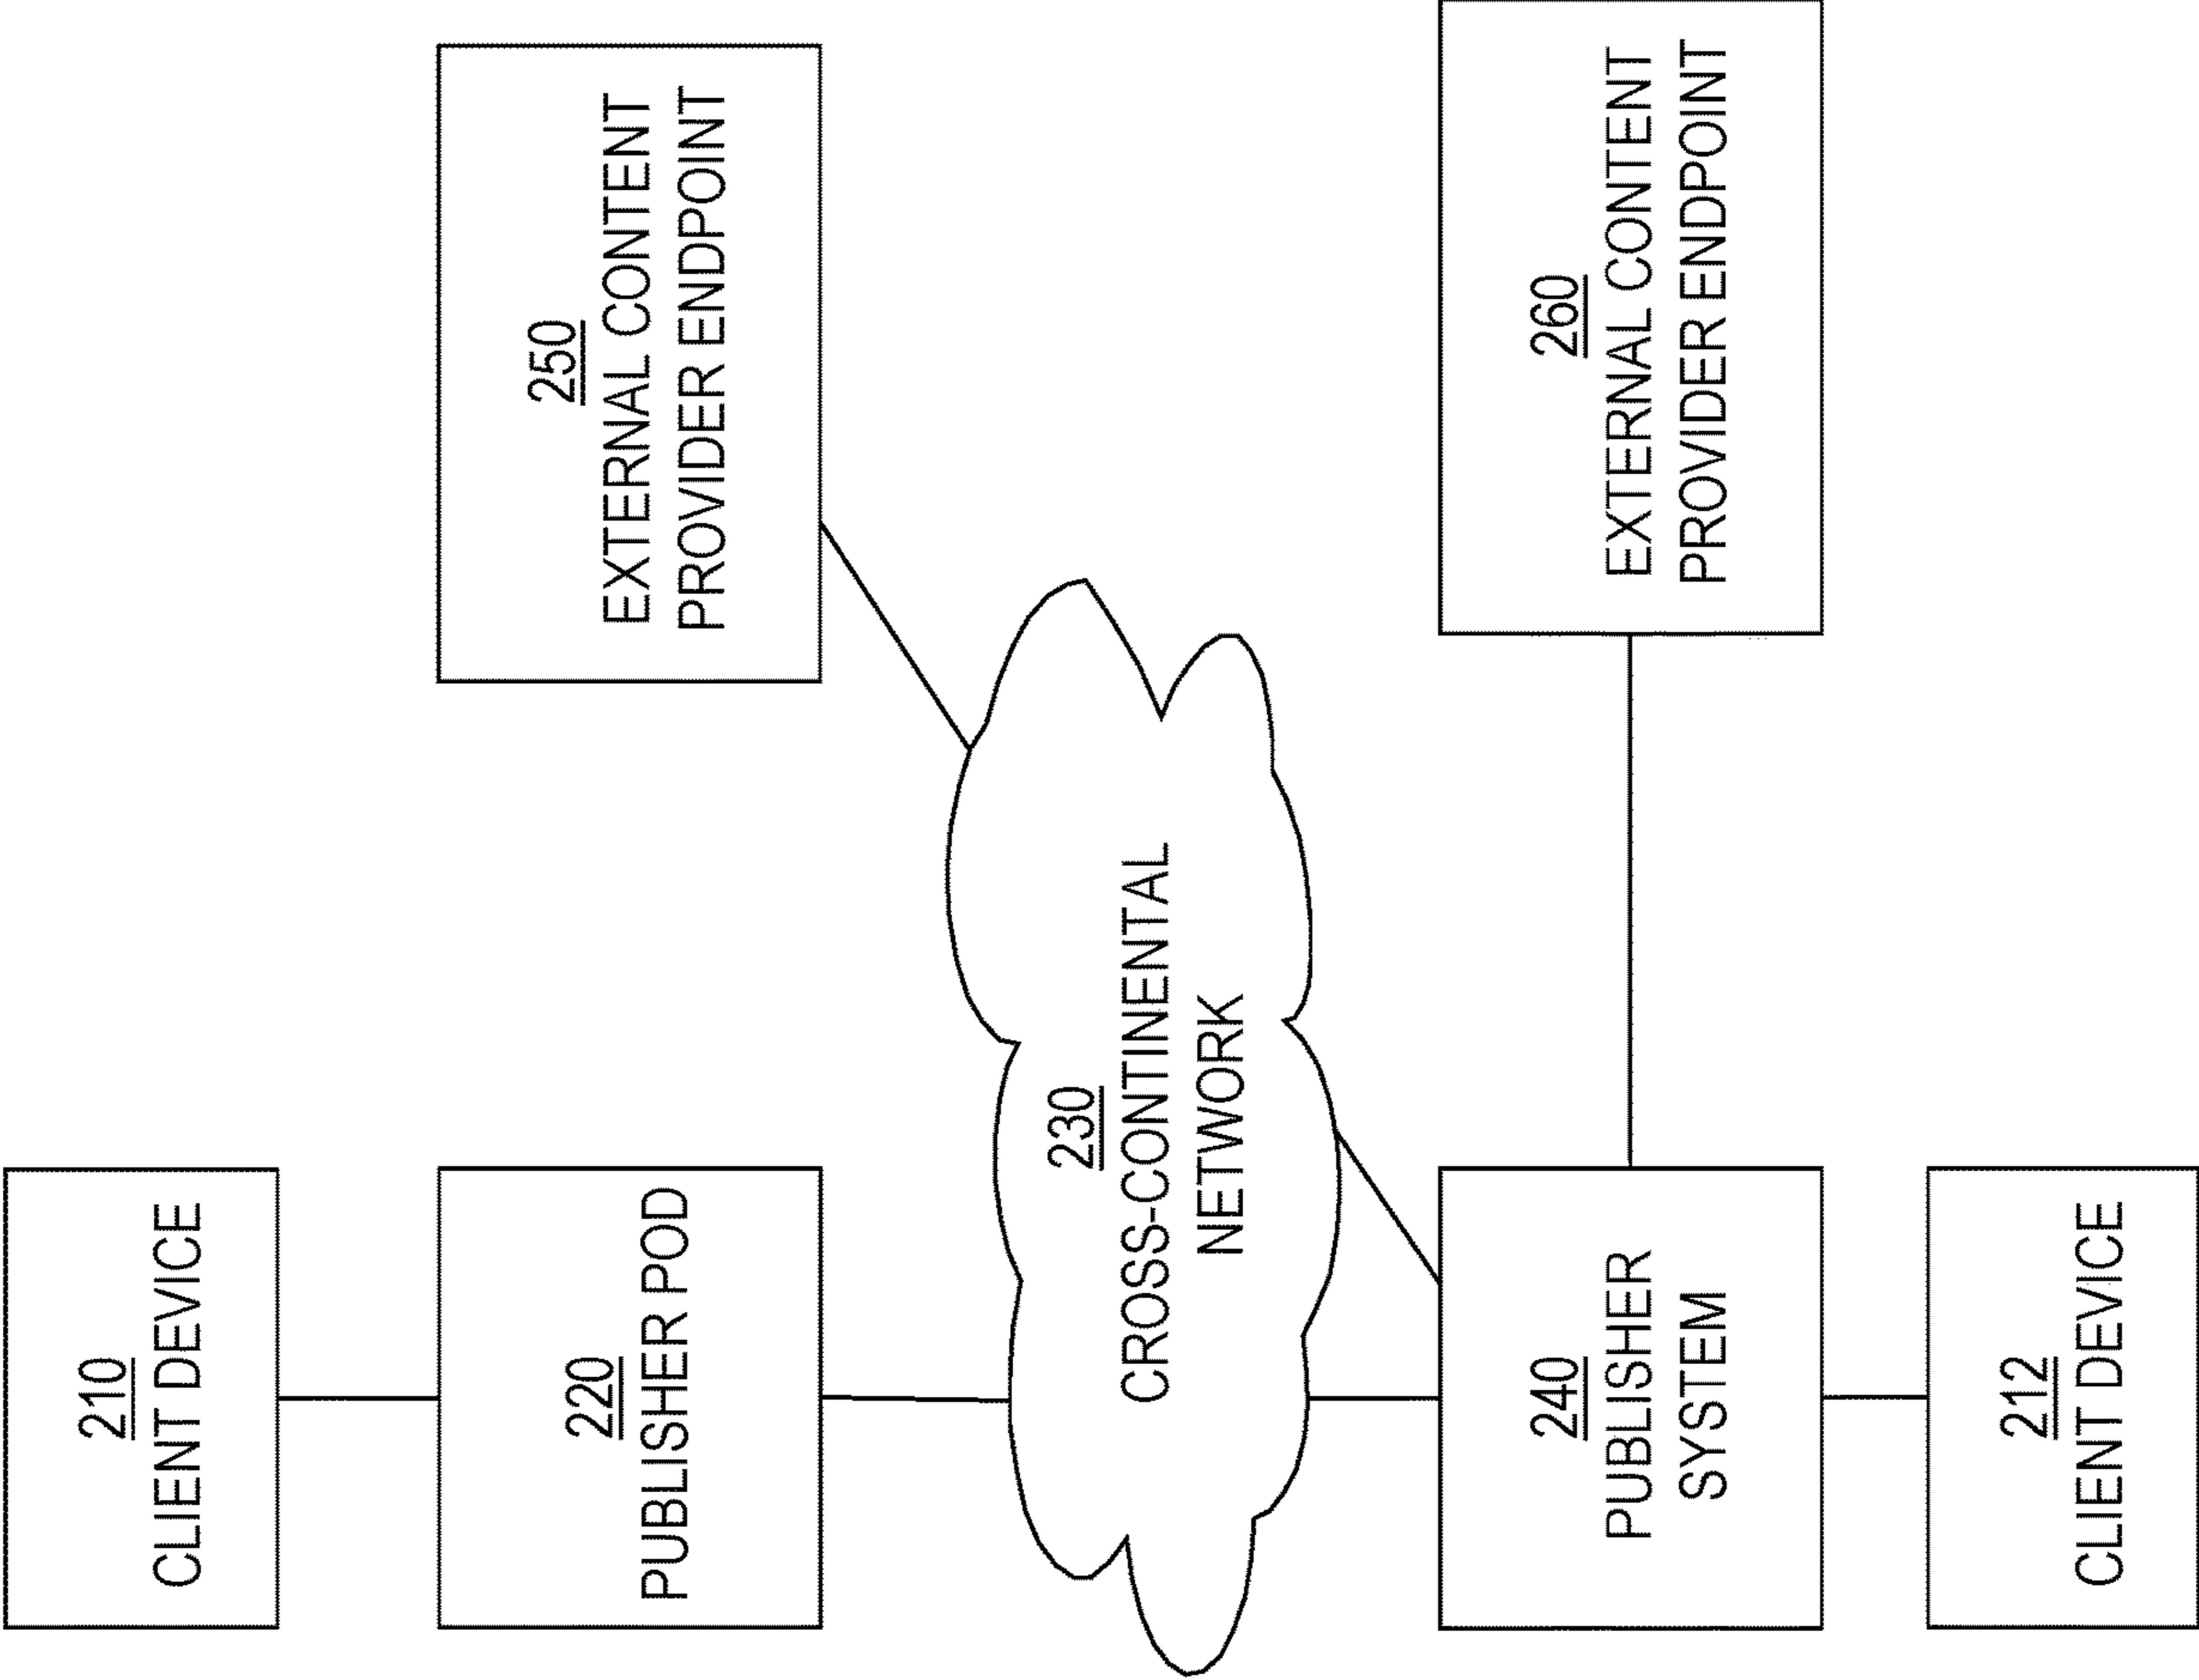 210
CLIENT DEVICE
220
PUBLISHER POD
230
CROSS-CONTINENTAL
NETWORK
240
PUBLISHER
SYSTEM
212
CLIENT DEVICE
250
EXTERNAL CONTENT
PROVIDER ENDPOINT
260
EXTERNAL CONTENT
PROVIDER ENDPOINT